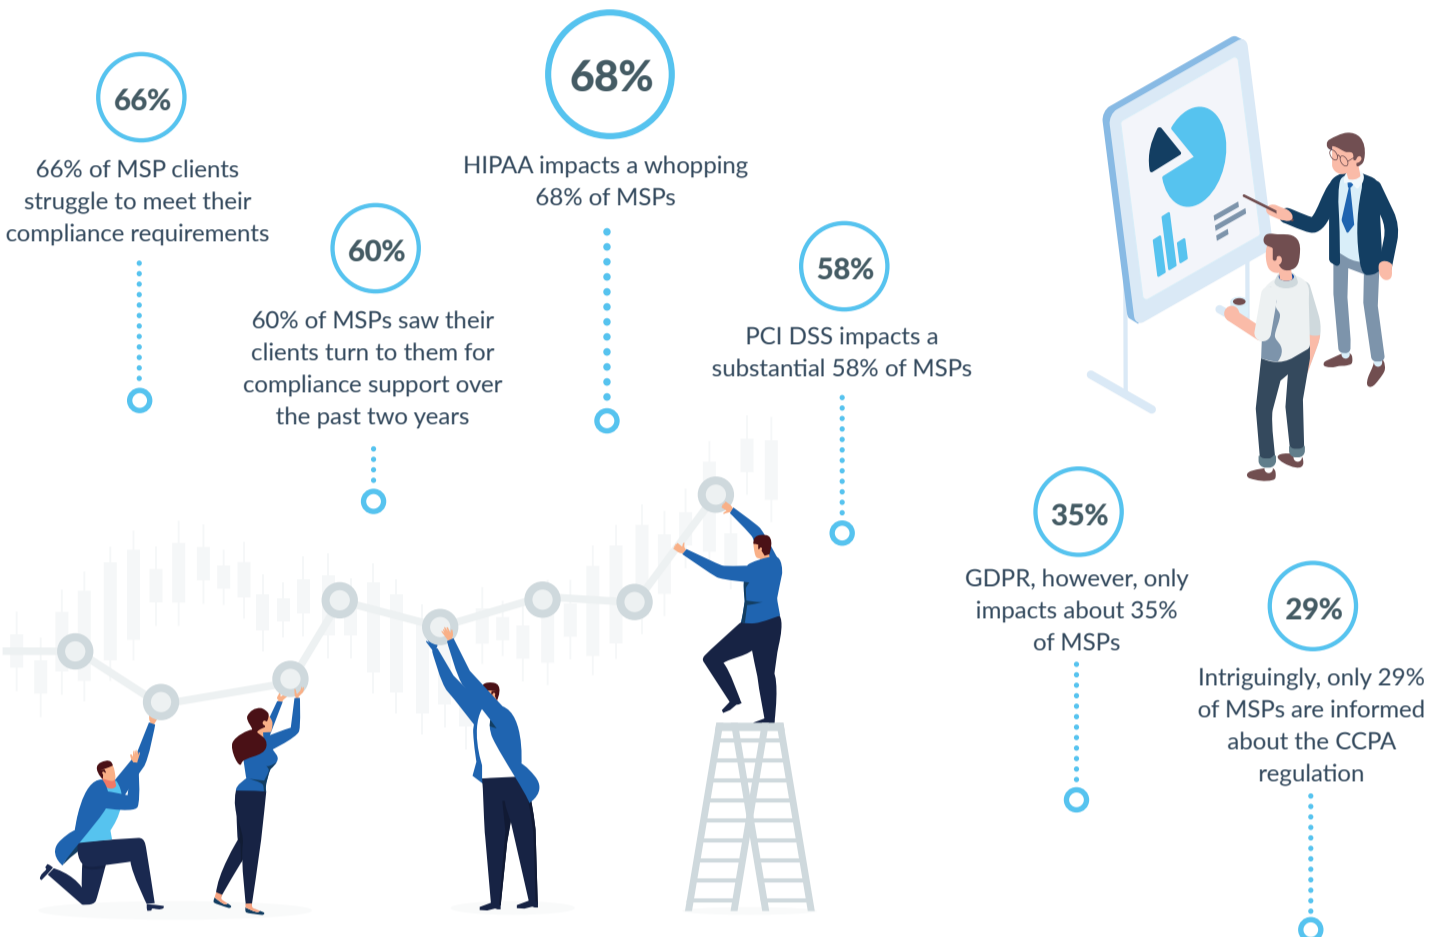 66%
66% of MSP clients
struggle to meet their
compliance requirements
60%
60% of MSPs saw their
clients turn to them for
compliance support over
the past two years
68%
HIPAA impacts a whopping
68% of MSPs
58%
PCI DSS impacts a
substantial 58% of MSPs
35%
GDPR, however, only
impacts about 35%
of MSPs
29%
Intriguingly, only 29%
of MSPs are informed
about the CCPA
regulation